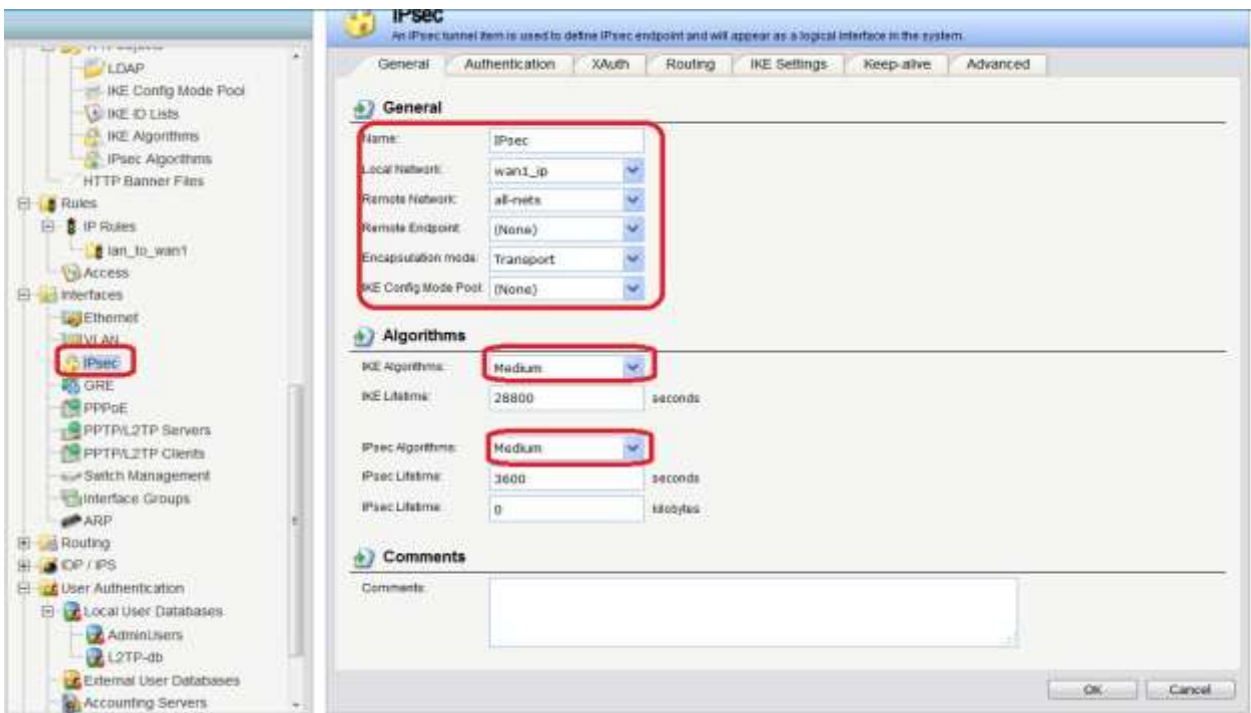 LDAP
IKE Config Mode Pool
IKE ID Lists
IKE Algorithms
IPsec Algorithms
HTTP Banner Files
Rules
IP Rules
lan_to_wan1
Access
Interfaces
Ethernet
VLAN
IPsec
GRE
PPPoE
PPTP/L2TP Servers
PPTP/L2TP Clients
Switch Management
Interface Groups
ARP
Routing
IDP / IPS
User Authentication
Local User Databases
AdminUsers
L2TP-db
External User Databases
Accounting Servers
IPsec
An IPsec tunnel item is used to define IPsec endpoint and will appear as a logical interface in the system.
General Authentication XAuth Routing IKE Settings Keep-alive Advanced
General
Name: IPsec
Local Network: wan1_ip
Remote Network: all-nets
Remote Endpoint: (None)
Encapsulation mode: Transport
IKE Config Mode Pool: (None)
Algorithms
IKE Algorithms: Medium
IKE Lifetime: 28800 seconds
IPsec Algorithms: Medium
IPsec Lifetime: 3600 seconds
IPsec Lifetime: 0 kilobytes
Comments
Comments:
OK Cancel